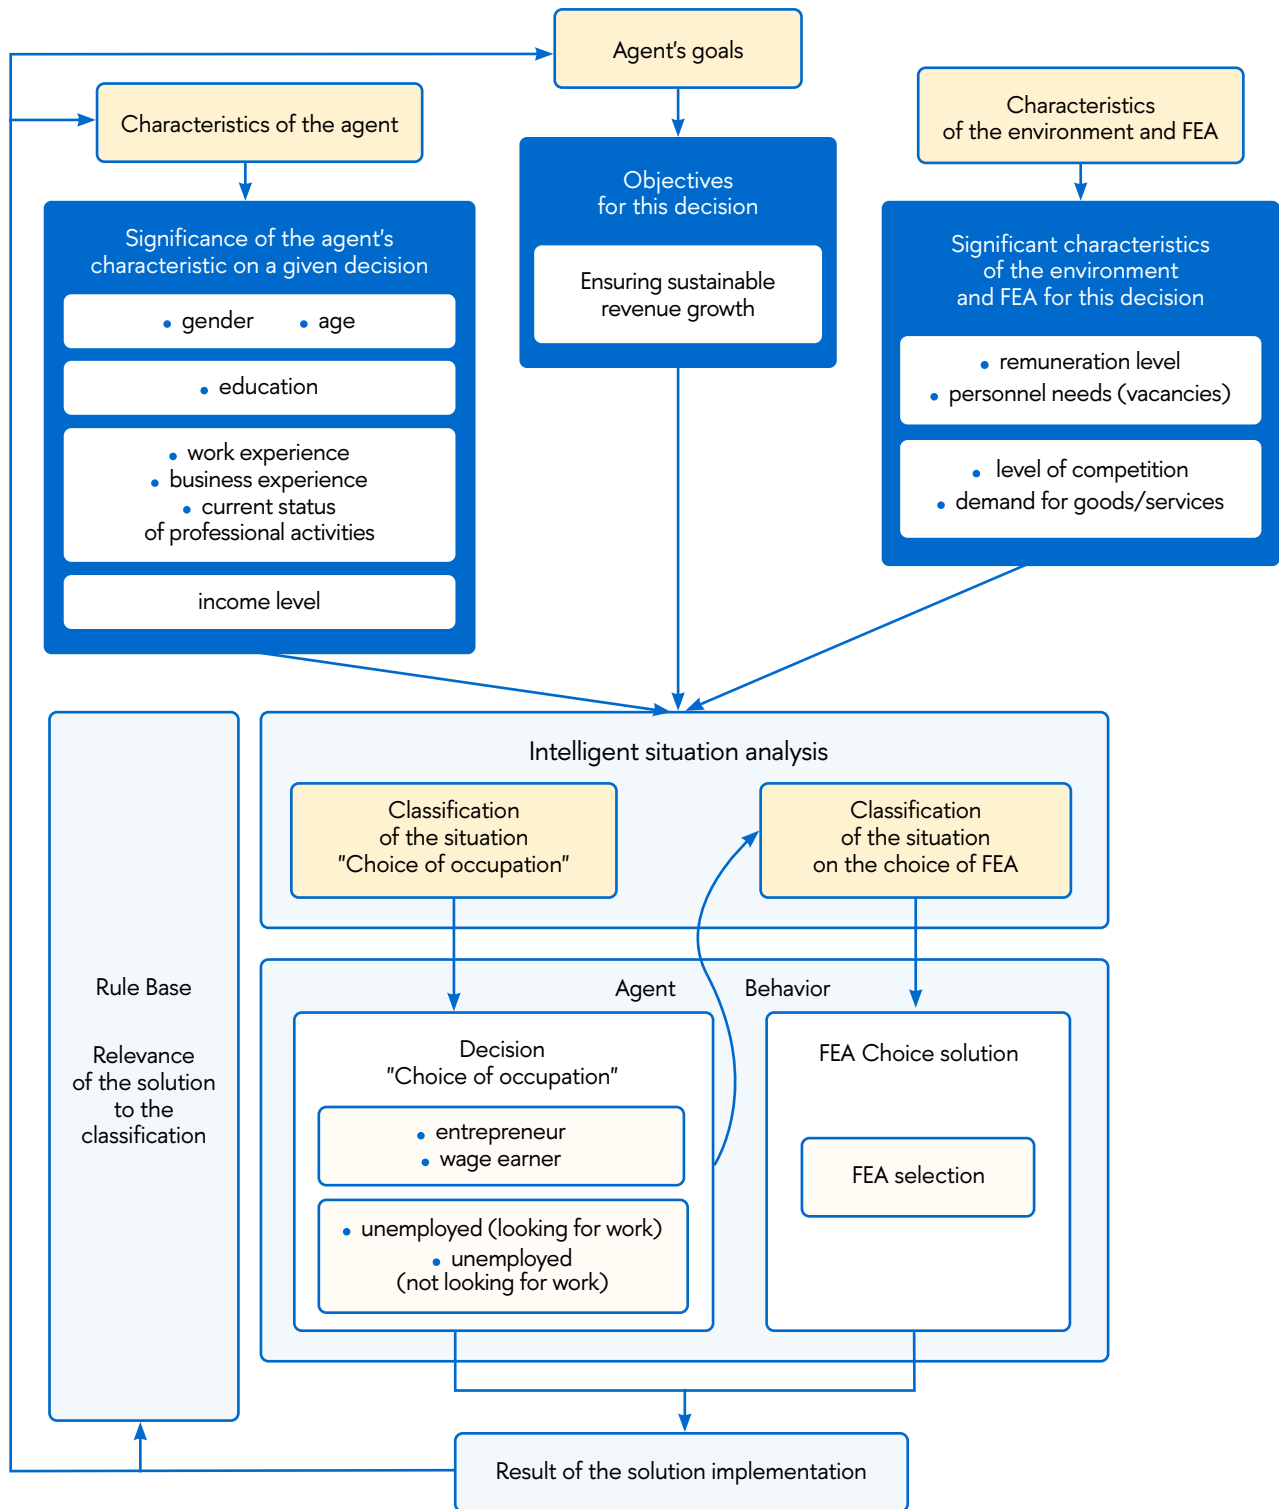 Agent's goals
Characteristics of the agent
Characteristics
of the environment and FEA
Objectives
for this decision
Ensuring sustainable
revenue growth
Significance of the agent's
characteristic on a given decision
• gender • age
• education
• work experience
• business experience
• current status
of professional activities
income level
Significant characteristics
of the environment
and FEA for this decision
• remuneration level
• personnel needs (vacancies)
• level of competition
• demand for goods/services
Intelligent situation analysis
Classification
of the situation
"Choice of occupation"
Classification
of the situation
on the choice of FEA
Rule Base
Relevance
of the solution
to the
classification
Agent Behavior
Decision
"Choice of occupation"
• entrepreneur
• wage earner
• unemployed (looking for work)
• unemployed
(not looking for work)
FEA Choice solution
FEA selection
Result of the solution implementation